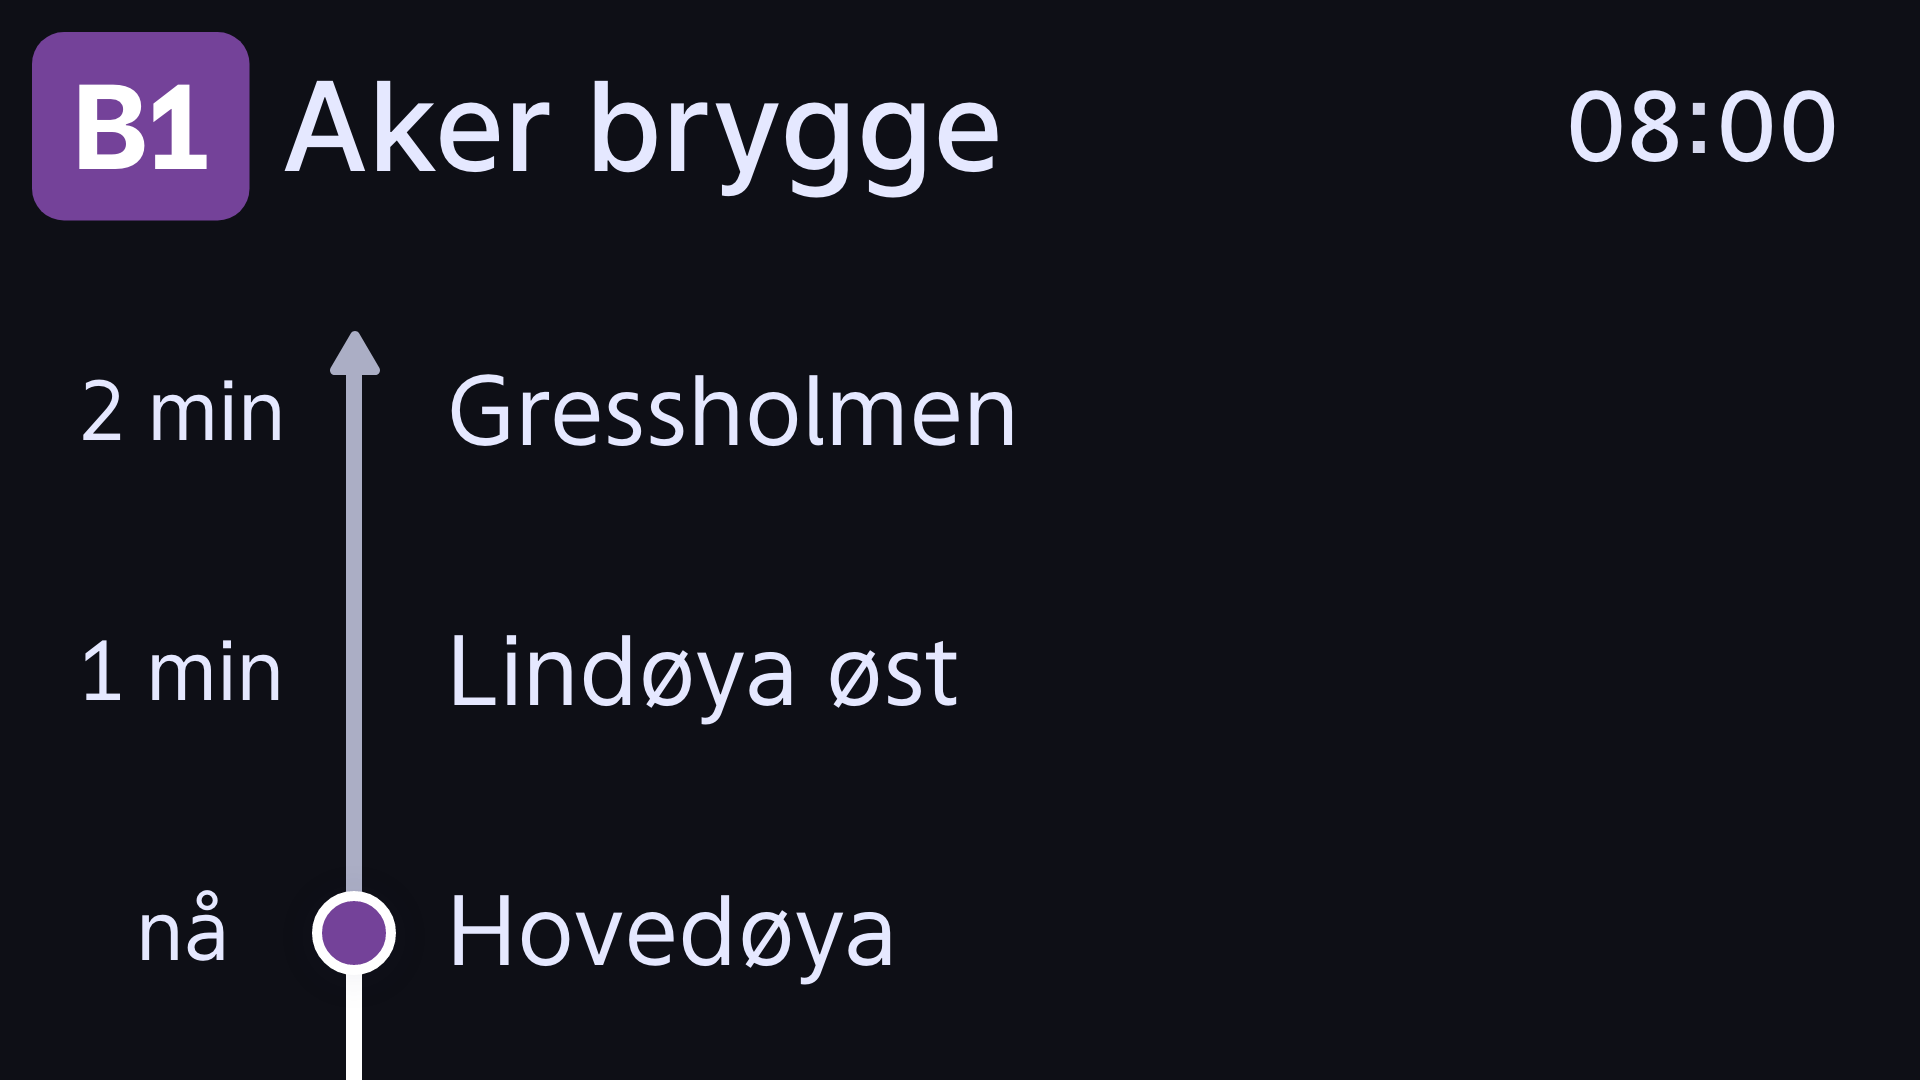 B1 Aker brygge 08:00
2 min Gressholmen
1 min Lindøya øst
nå Hovedøya